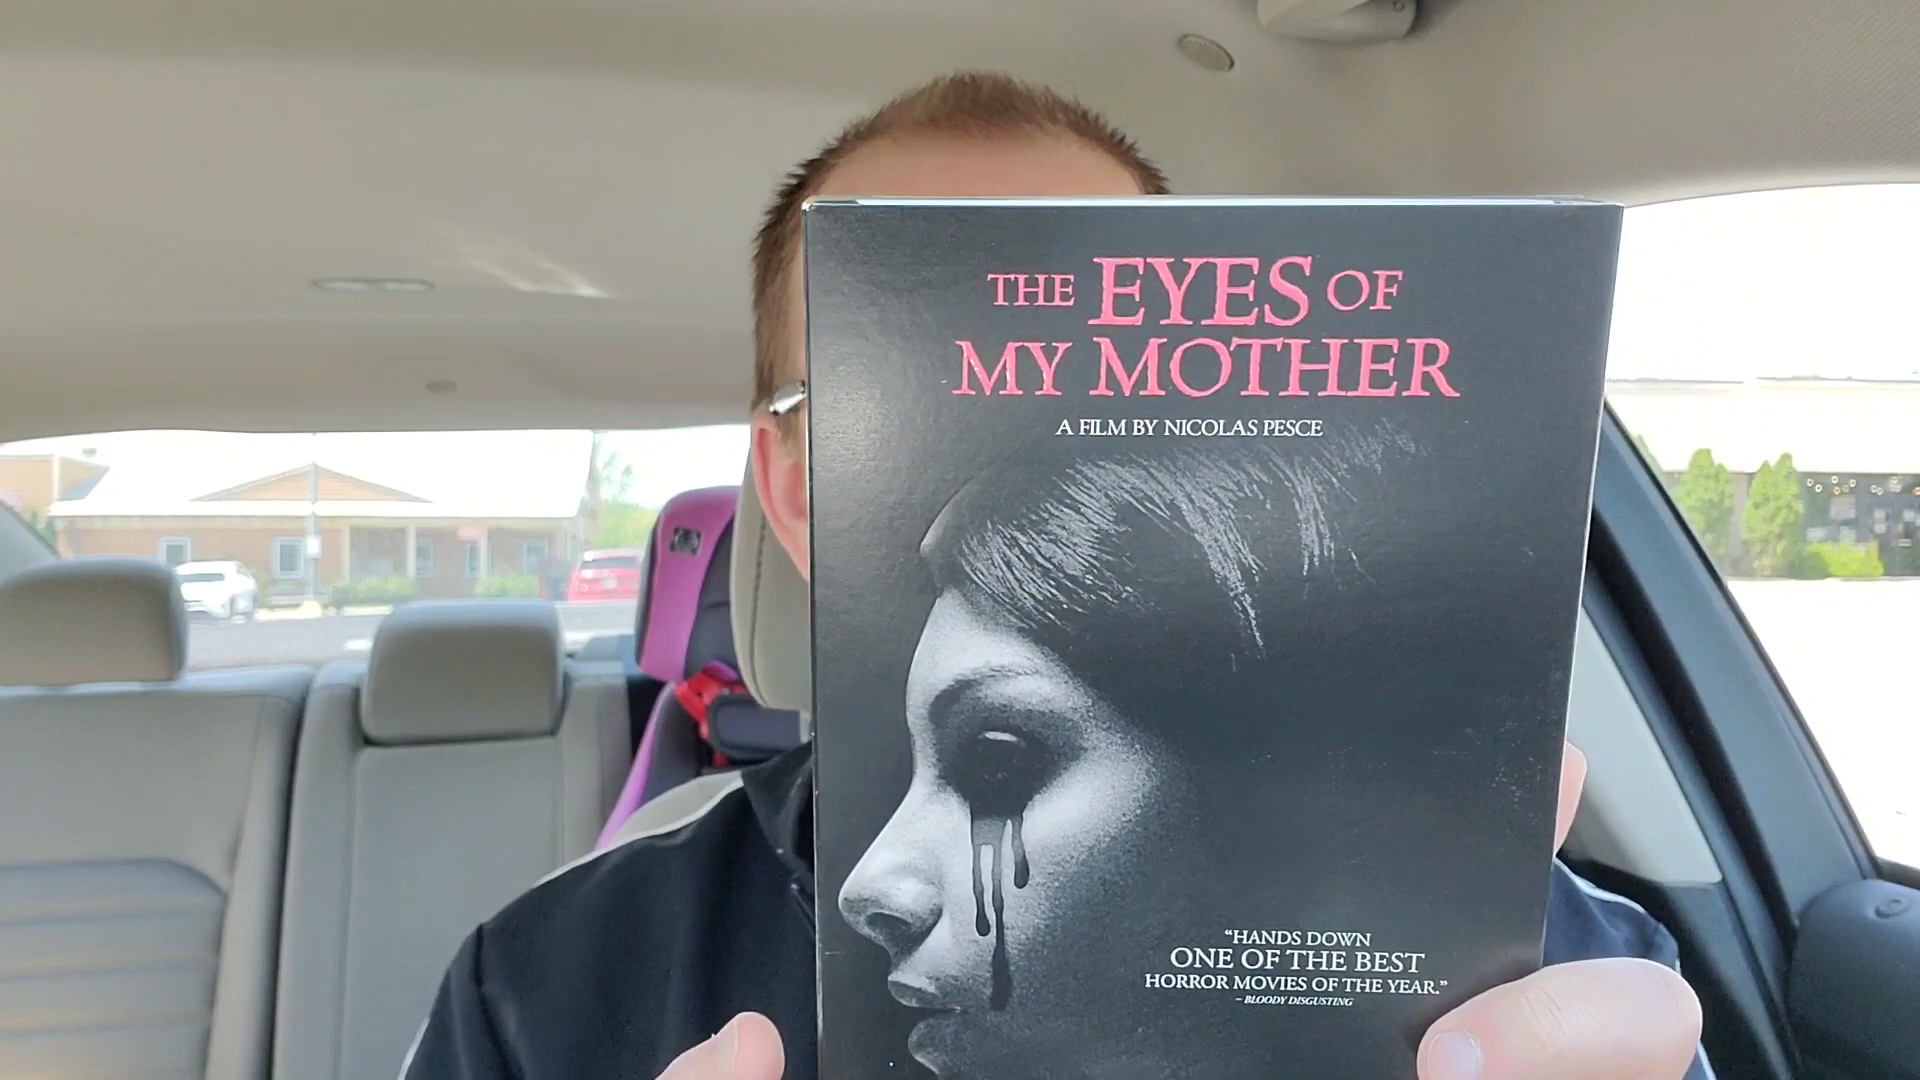 THE EYES OF
MY MOTHER
A FILM BY NICOLAS PESCE
“HANDS DOWN
ONE OF THE BEST
HORROR MOVIES OF THE YEAR.”
– BLOODY DISGUSTING